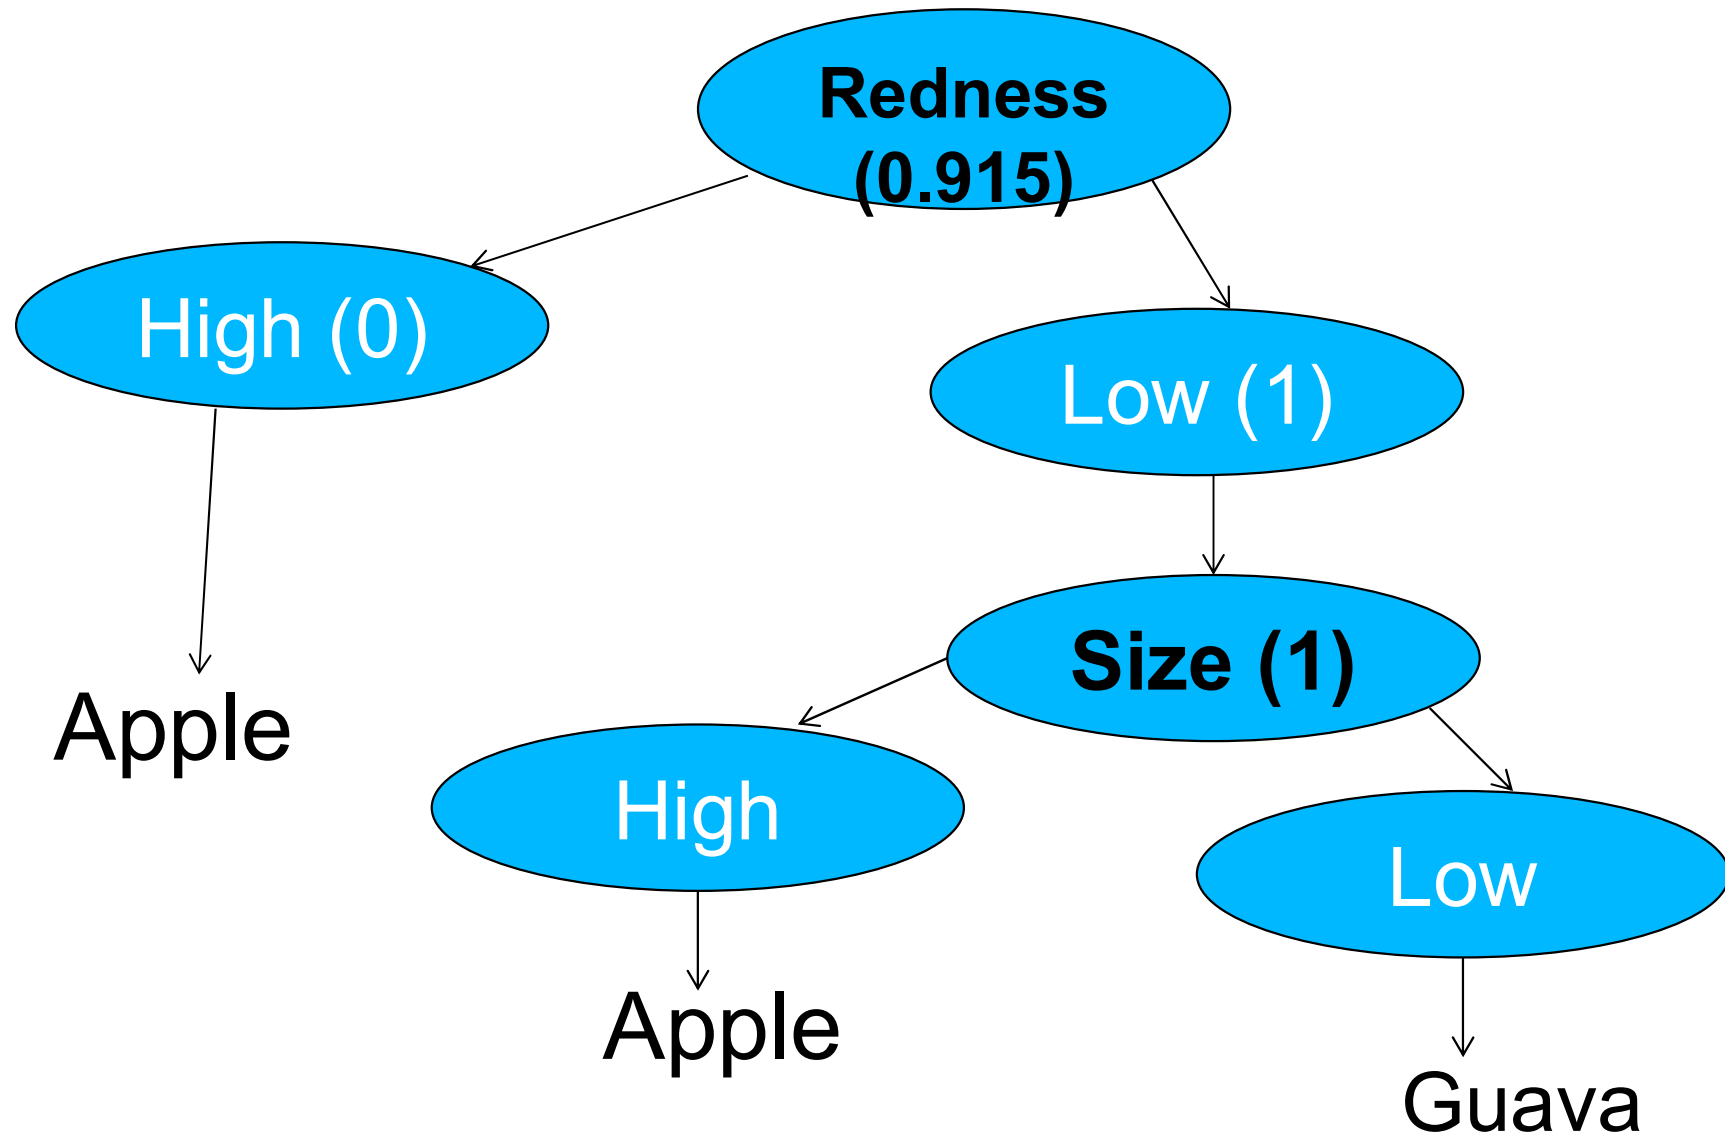 Redness
(0.915)
High (0)
Low (1)
Size (1)
Apple
High
Low
Apple
Guava